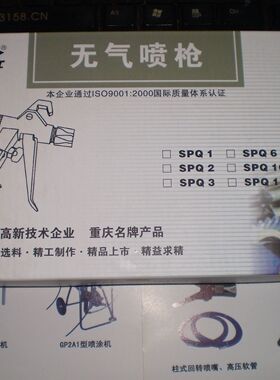 3158.CN
无气喷枪
本企业通过ISO9001:2000国际质量体系认证
SPQ 1
SPQ 6
SPQ 2
SPQ 1
SPQ 3
SPQ 1
高新技术企业 重庆名牌产品
选料·精工制作·精品上市·精益求精
机
GP2A1型喷涂机
柱式回转喷嘴、高压软管